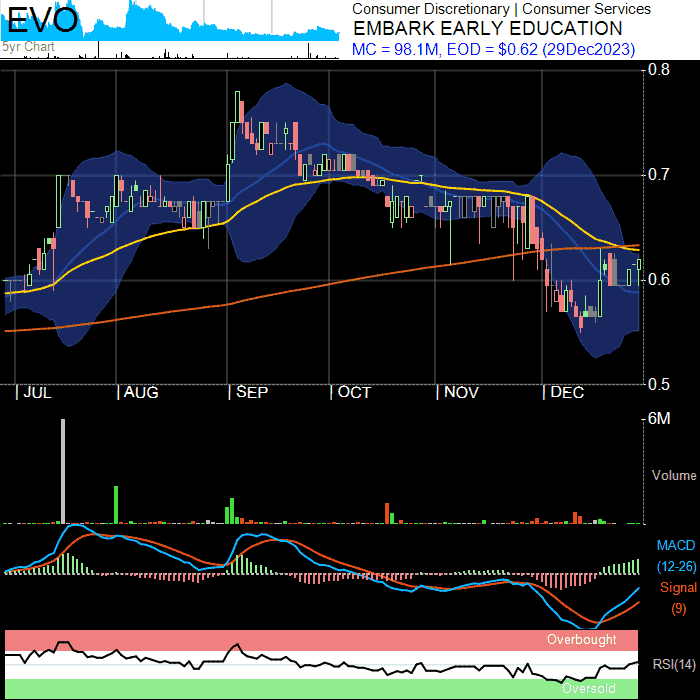 EVO
5yr Chart
Consumer Discretionary | Consumer Services
EMBARK EARLY EDUCATION
MC = 98.1M, EOD = $0.62 (29Dec2023)
0.8
0.7
0.6
0.5
| JUL | AUG | SEP | OCT | NOV | DEC
6M
Volume
MACD
(12-26)
Signal
(9)
Overbought
RSI(14)
Oversold